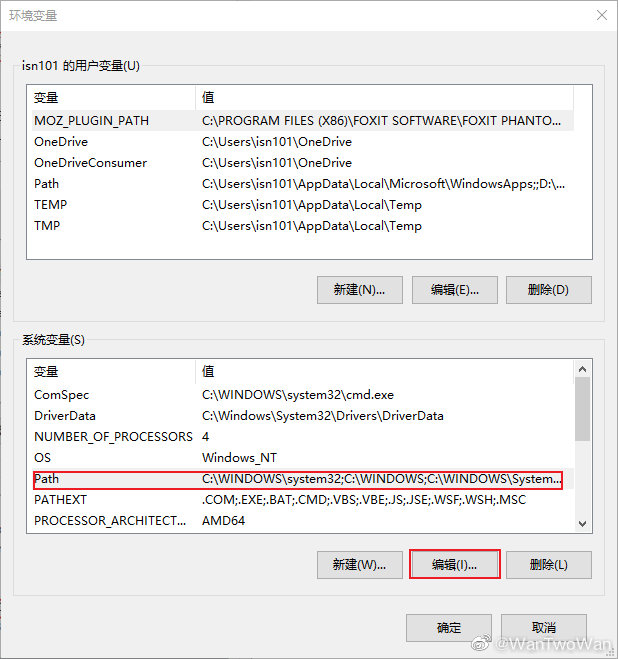 环境变量
isn101 的用户变量(U)
变量 值
MOZ_PLUGIN_PATH C:\PROGRAM FILES (X86)\FOXIT SOFTWARE\FOXIT PHANTO...
OneDrive C:\Users\isn101\OneDrive
OneDriveConsumer C:\Users\isn101\OneDrive
Path C:\Users\isn101\AppData\Local\Microsoft\WindowsApps;;D:\...
TEMP C:\Users\isn101\AppData\Local\Temp
TMP C:\Users\isn101\AppData\Local\Temp
新建(N)... 编辑(E)... 删除(D)
系统变量(S)
变量 值
ComSpec C:\WINDOWS\system32\cmd.exe
DriverData C:\Windows\System32\Drivers\DriverData
NUMBER_OF_PROCESSORS 4
OS Windows_NT
Path C:\WINDOWS\system32;C:\WINDOWS;C:\WINDOWS\System...
PATHEXT .COM;.EXE;.BAT;.CMD;.VBS;.VBE;.JS;.JSE;.WSF;.WSH;.MSC
PROCESSOR_ARCHITECT... AMD64
新建(W)... 编辑(I)... 删除(L)
确定 取消
@WanTwoWan